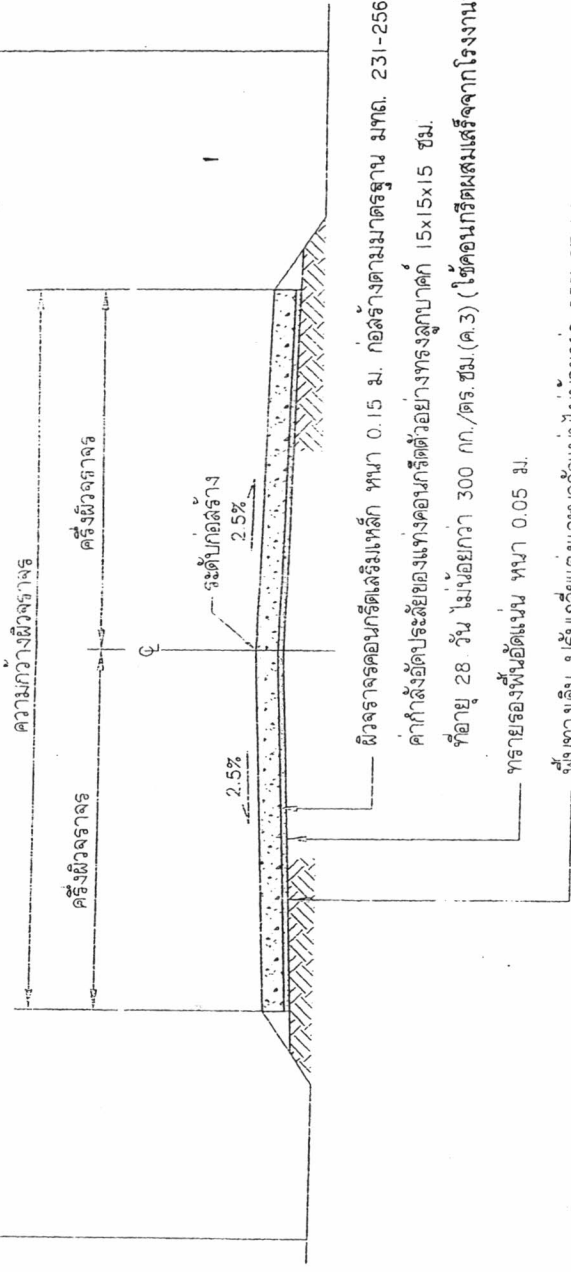 ความกว้างผิวจราจร
ครึ่งผิวจราจร
ครึ่งผิวจราจร
℄
ระดับก่อสร้าง
2.5%
2.5%
ผิวจราจรคอนกรีตเสริมเหล็ก หนา 0.15 ม. ก่อสร้างตามมาตรฐาน มทถ. 231-256
ค่ากำลังอัดประลัยของแท่งคอนกรีตตัวอย่างทรงลูกบาศก์ 15x15x15 ซม.
ที่อายุ 28 วัน ไม่น้อยกว่า 300 กก./ตร.ซม.(ค.3) (ใช้คอนกรีตผสมเสร็จจากโรงงาน
ทรายรองพื้นอัดแน่น หนา 0.05 ม.